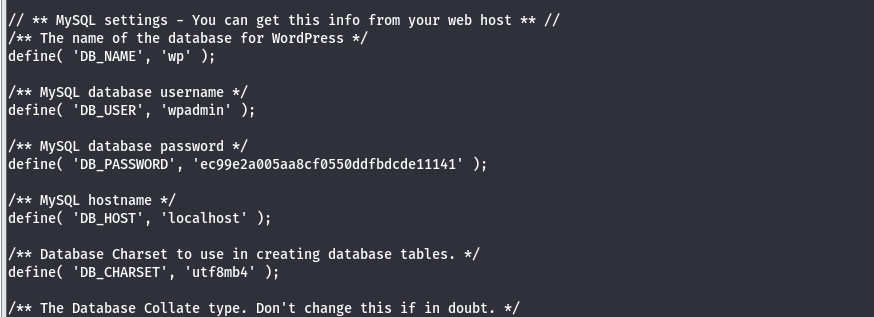 // ** MySQL settings - You can get this info from your web host ** //
/** The name of the database for WordPress */
define( 'DB_NAME', 'wp' );
/** MySQL database username */
define( 'DB_USER', 'wpadmin' );
/** MySQL database password */
define( 'DB_PASSWORD', 'ec99e2a005aa8cf0550ddfbdcde11141' );
/** MySQL hostname */
define( 'DB_HOST', 'localhost' );
/** Database Charset to use in creating database tables. */
define( 'DB_CHARSET', 'utf8mb4' );
/** The Database Collate type. Don't change this if in doubt. */